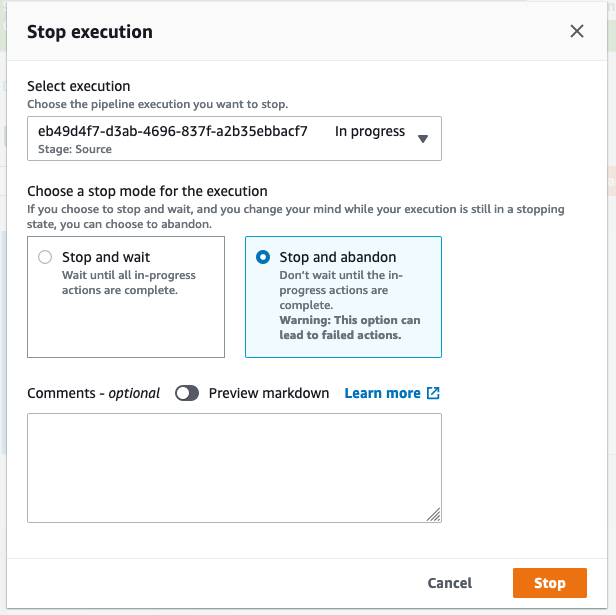 Stop execution
Select execution
Choose the pipeline execution you want to stop.
eb49d4f7-d3ab-4696-837f-a2b35ebbacf7 In progress
Stage: Source
Choose a stop mode for the execution
If you choose to stop and wait, and you change your mind while your execution is still in a stopping
state, you can choose to abandon.
Stop and wait
Wait until all in-progress
actions are complete.
Stop and abandon
Don't wait until the in-
progress actions are
complete.
Warning: This option can
lead to failed actions.
Comments - optional Preview markdown Learn more
Cancel Stop